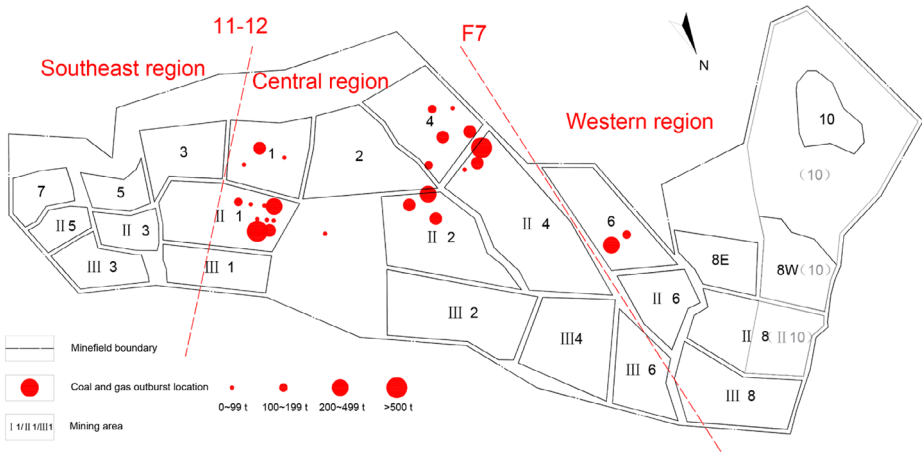 11-12
F7
Southeast region
Central region
Western region
N
4
10
3
1
2
(10)
7
5
6
Ⅱ 5
Ⅱ 3
Ⅱ 1
Ⅱ 2
Ⅱ 4
8E
8W(10)
Ⅲ 3
Ⅲ 1
Ⅱ 6
Ⅲ 2
Ⅲ4
Ⅱ 8(Ⅱ 10)
Ⅲ 6
Ⅲ 8
Minefield boundary
Coal and gas outburst location
0~99 t 100~199 t 200~499 t >500 t
Ⅰ 1/Ⅱ 1/Ⅲ1 Mining area